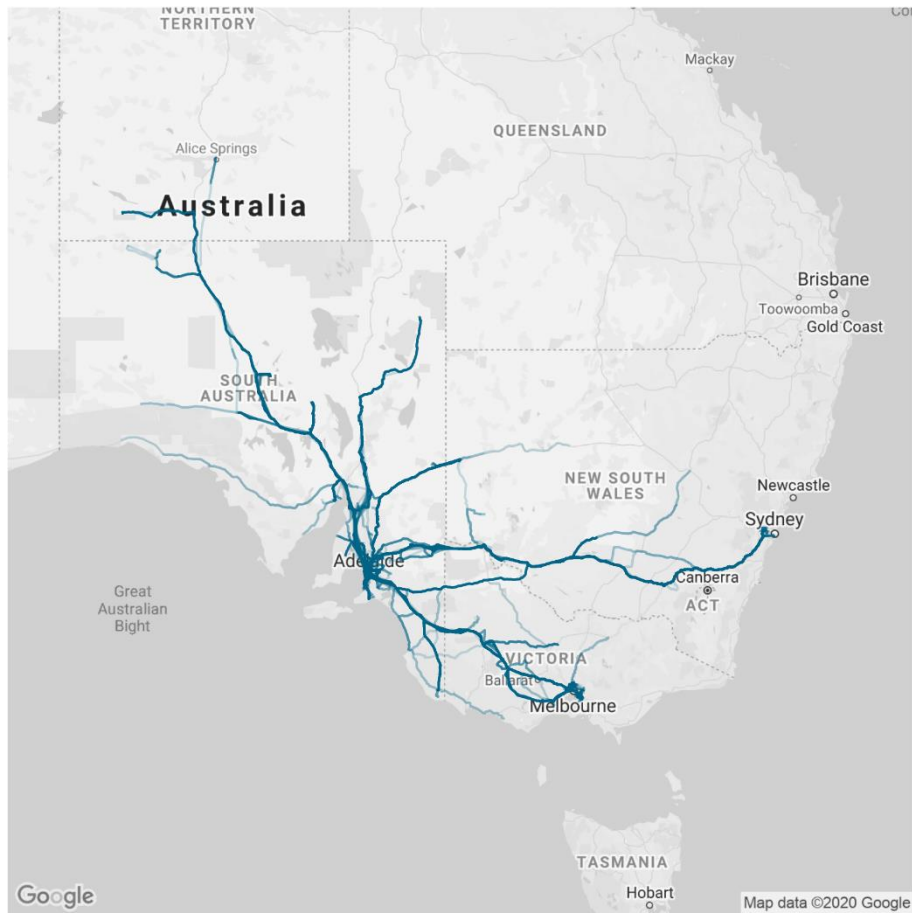 NORTHERN
TERRITORY
Mackay
QUEENSLAND
Alice Springs
Australia
Brisbane
Toowoomba
Gold Coast
SOUTH
AUSTRALIA
NEW SOUTH
WALES
Newcastle
Sydney
Adelaide
Canberra
ACT
Great
Australian
Bight
VICTORIA
Ballarat
Melbourne
TASMANIA
Hobart
Google
Map data ©2020 Google